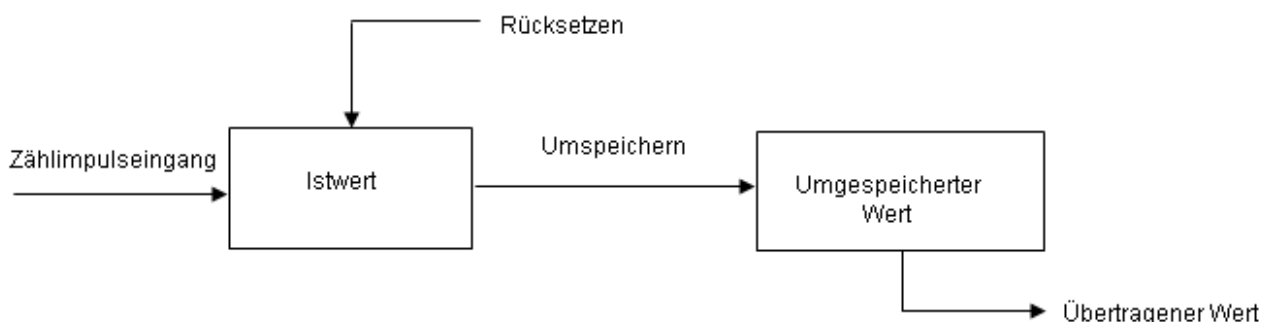 Rücksetzen
Zählimpulseingang
Istwert
Umspeichern
Umgespeicherter
Wert
Übertragener Wert